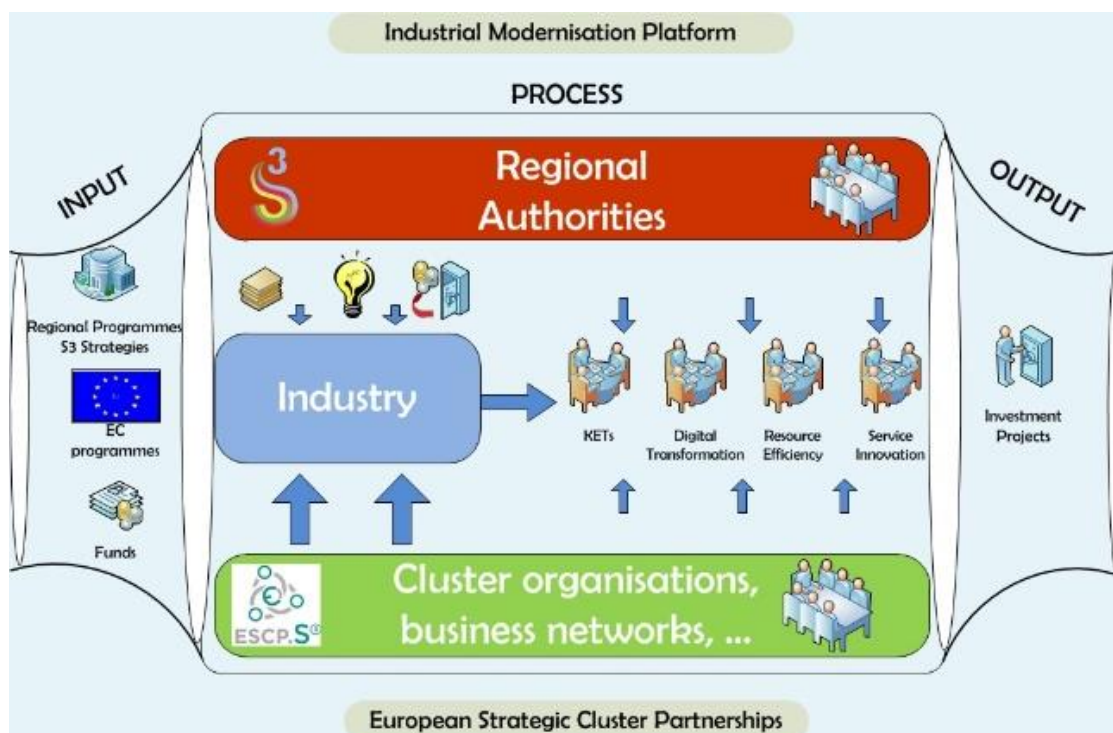 Industrial Modernisation Platform
PROCESS
INPUT
OUTPUT
S3
Regional
Authorities
Regional Programmes
S3 Strategies
EC
programmes
Funds
Industry
KETs
Digital
Transformation
Resource
Efficiency
Service
Innovation
Investment
Projects
ESCP.S
Cluster organisations,
business networks, ...
European Strategic Cluster Partnerships